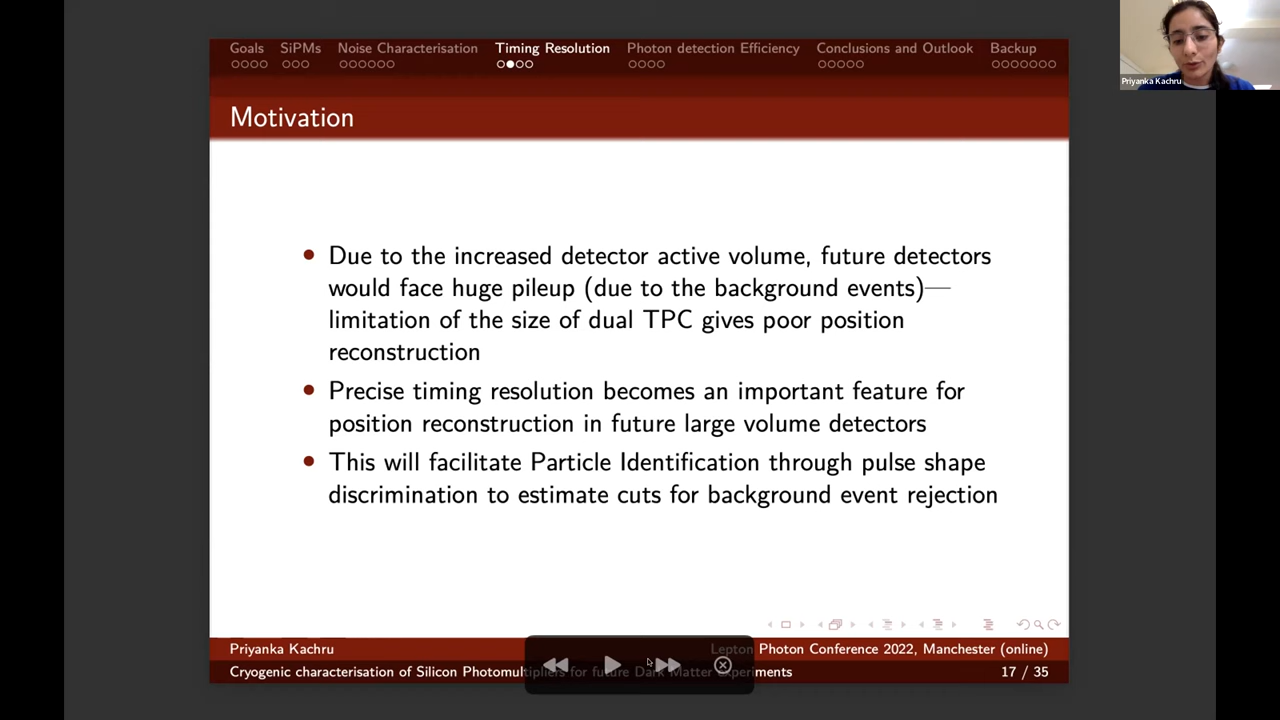 Goals SiPMs Noise Characterisation Timing Resolution Photon detection Efficiency Conclusions and Outlook Backup
Priyanka Kachru
Motivation
Due to the increased detector active volume, future detectors
would face huge pileup (due to the background events)—
limitation of the size of dual TPC gives poor position
reconstruction
Precise timing resolution becomes an important feature for
position reconstruction in future large volume detectors
This will facilitate Particle Identification through pulse shape
discrimination to estimate cuts for background event rejection
Priyanka Kachru Lepton Photon Conference 2022, Manchester (online)
Cryogenic characterisation of Silicon Photomultipliers for future Dark Matter Experiments 17 / 35